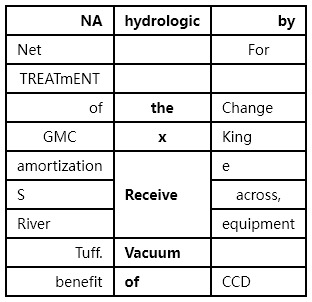 NA hydrologic by
Net For
TREATmENT
of the Change
GMC x King
amortization e
S Receive across,
River equipment
Tuff. Vacuum
benefit of CCD